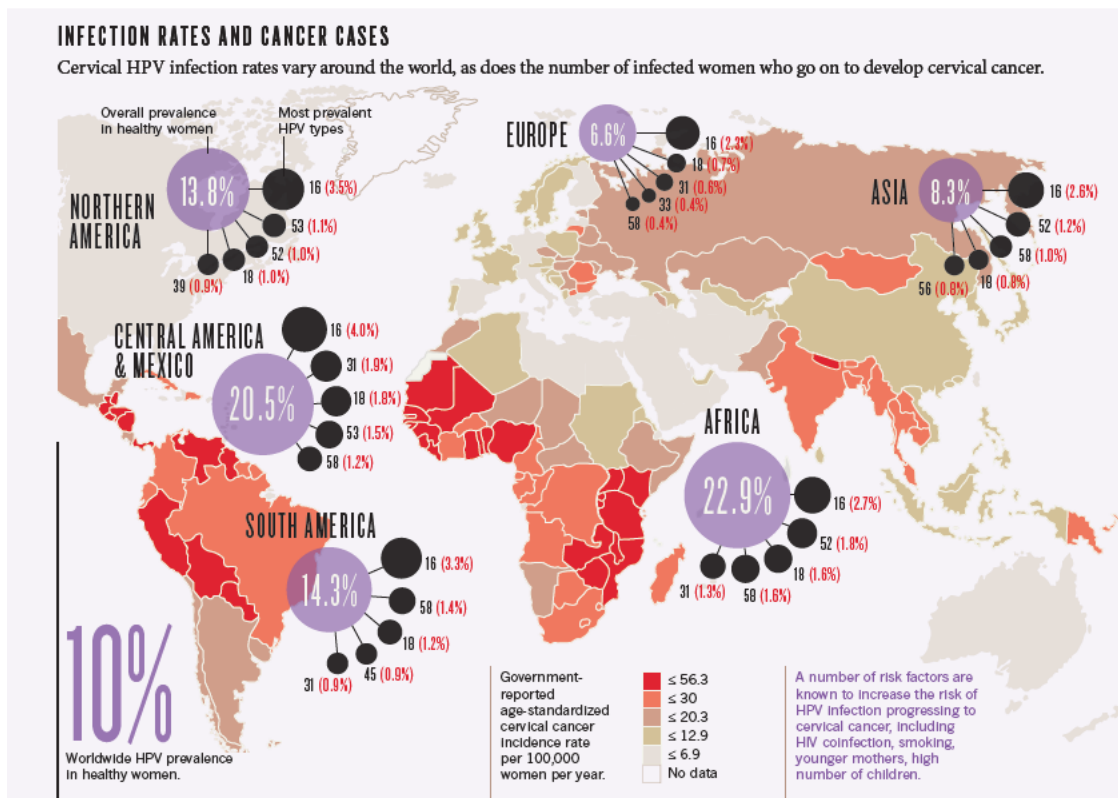 INFECTION RATES AND CANCER CASES
Cervical HPV infection rates vary around the world, as does the number of infected women who go on to develop cervical cancer.
Overall prevalence
in healthy women
Most prevalent
HPV types
NORTHERN
AMERICA
13.8%
16 (3.5%)
53 (1.1%)
52 (1.0%)
18 (1.0%)
39 (0.9%)
EUROPE
6.6%
16 (2.3%)
18 (0.7%)
31 (0.6%)
33 (0.4%)
58 (0.4%)
ASIA
8.3%
16 (2.6%)
52 (1.2%)
58 (1.0%)
18 (0.8%)
56 (0.8%)
CENTRAL AMERICA
& MEXICO
20.5%
16 (4.0%)
31 (1.9%)
18 (1.8%)
53 (1.5%)
58 (1.2%)
AFRICA
22.9%
16 (2.7%)
52 (1.8%)
18 (1.6%)
58 (1.6%)
31 (1.3%)
SOUTH AMERICA
14.3%
16 (3.3%)
58 (1.4%)
18 (1.2%)
45 (0.9%)
31 (0.9%)
10%
Worldwide HPV prevalence
in healthy women.
Government-
reported
age-standardized
cervical cancer
incidence rate
per 100,000
women per year.
≤ 56.3
≤ 30
≤ 20.3
≤ 12.9
≤ 6.9
No data
A number of risk factors are
known to increase the risk of
HPV infection progressing to
cervical cancer, including
HIV coinfection, smoking,
younger mothers, high
number of children.